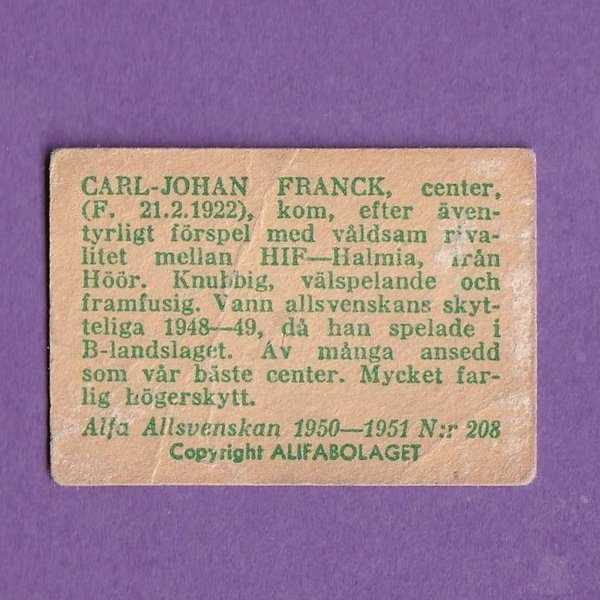 CARL-JOHAN FRANCK, center,
(F. 21.2.1922), kom, efter även-
tyrligt förspel med våldsam riva-
litet mellan HIF—Halmia, från
Höör. Knubbig, välspelande och
framfusig. Vann allsvenskans skyt-
teliga 1948—49, då han spelade i
B-landslaget. Av många ansedd
som vår bäste center. Mycket far-
lig högerskytt.
Alfa Allsvenskan 1950—1951 N:r 208
Copyright ALIFABOLAGET